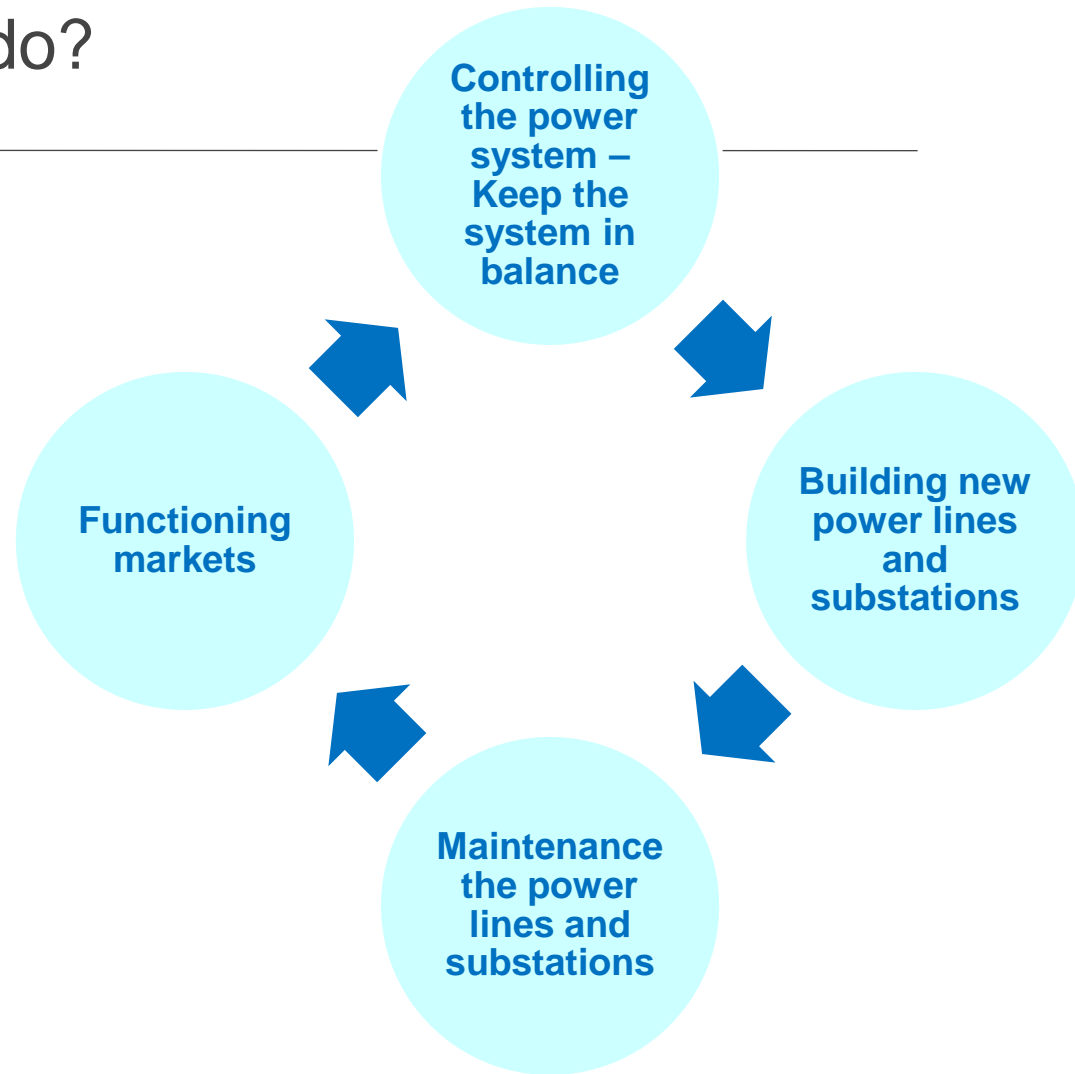 do?
Controlling
the power
system –
Keep the
system in
balance
Building new
power lines
and
substations
Maintenance
the power
lines and
substations
Functioning
markets